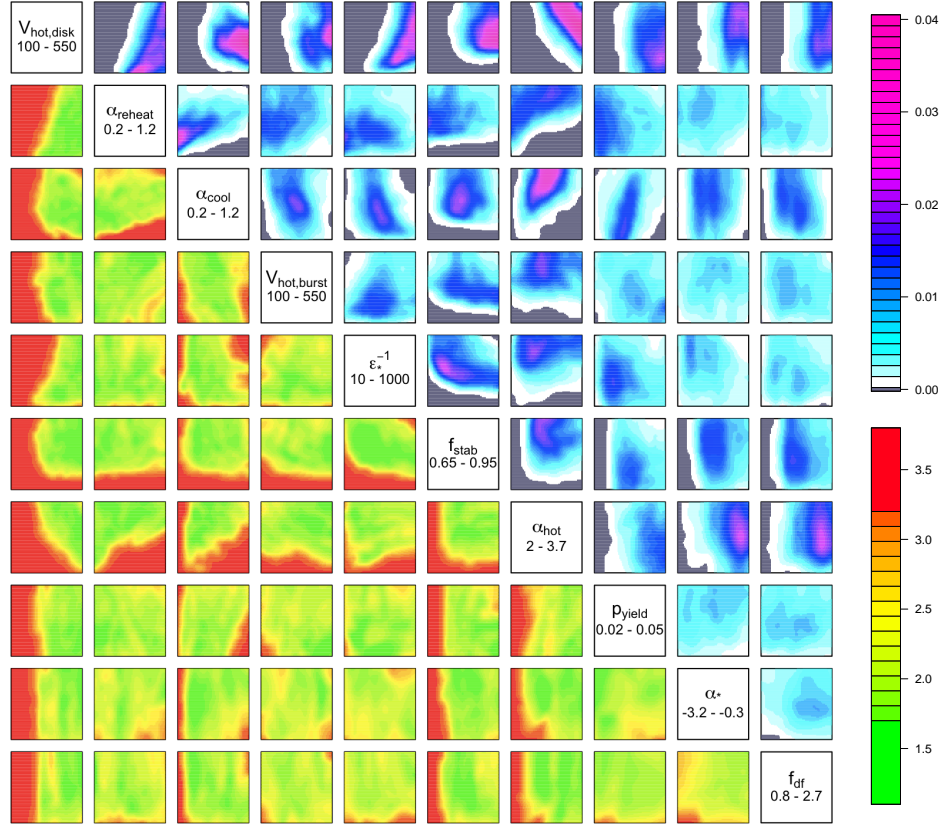 V_hot,disk
100 - 550
α_reheat
0.2 - 1.2
α_cool
0.2 - 1.2
V_hot,burst
100 - 550
ε⋆⁻¹
10 - 1000
f_stab
0.65 - 0.95
α_hot
2 - 3.7
p_yield
0.02 - 0.05
α⋆
-3.2 - -0.3
f_df
0.8 - 2.7
0.04
0.03
0.02
0.01
0.00
3.5
3.0
2.5
2.0
1.5